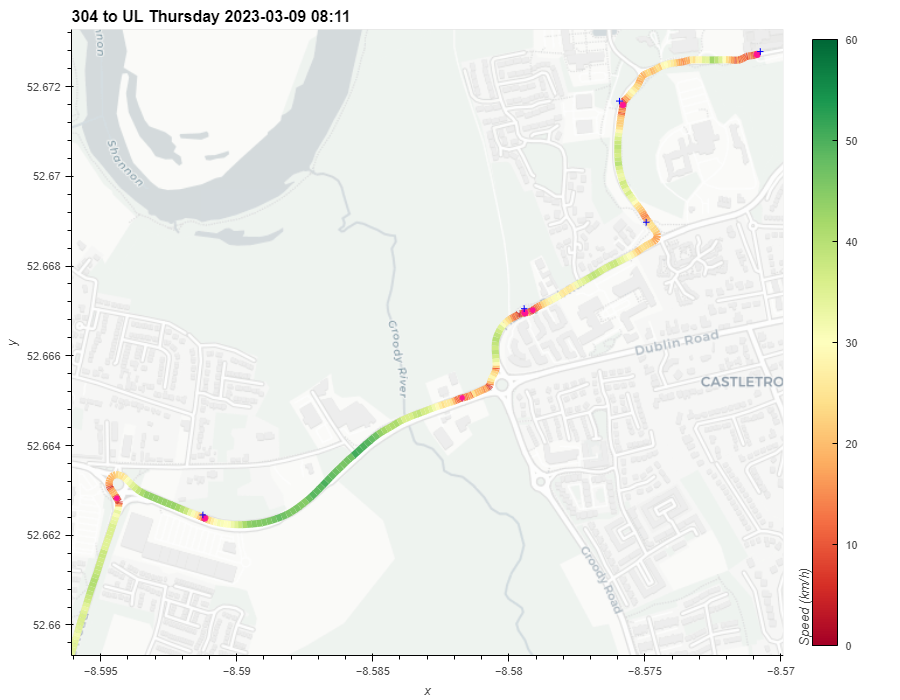 304 to UL Thursday 2023-03-09 08:11
60
50
40
30
20
10
0
Speed (km/h)
52.672
52.67
52.668
52.666
52.664
52.662
52.66
y
−8.595
−8.59
−8.585
−8.58
−8.575
−8.57
x
nnon
Shannon
Groody River
Dublin Road
CASTLETRO
Groody Road